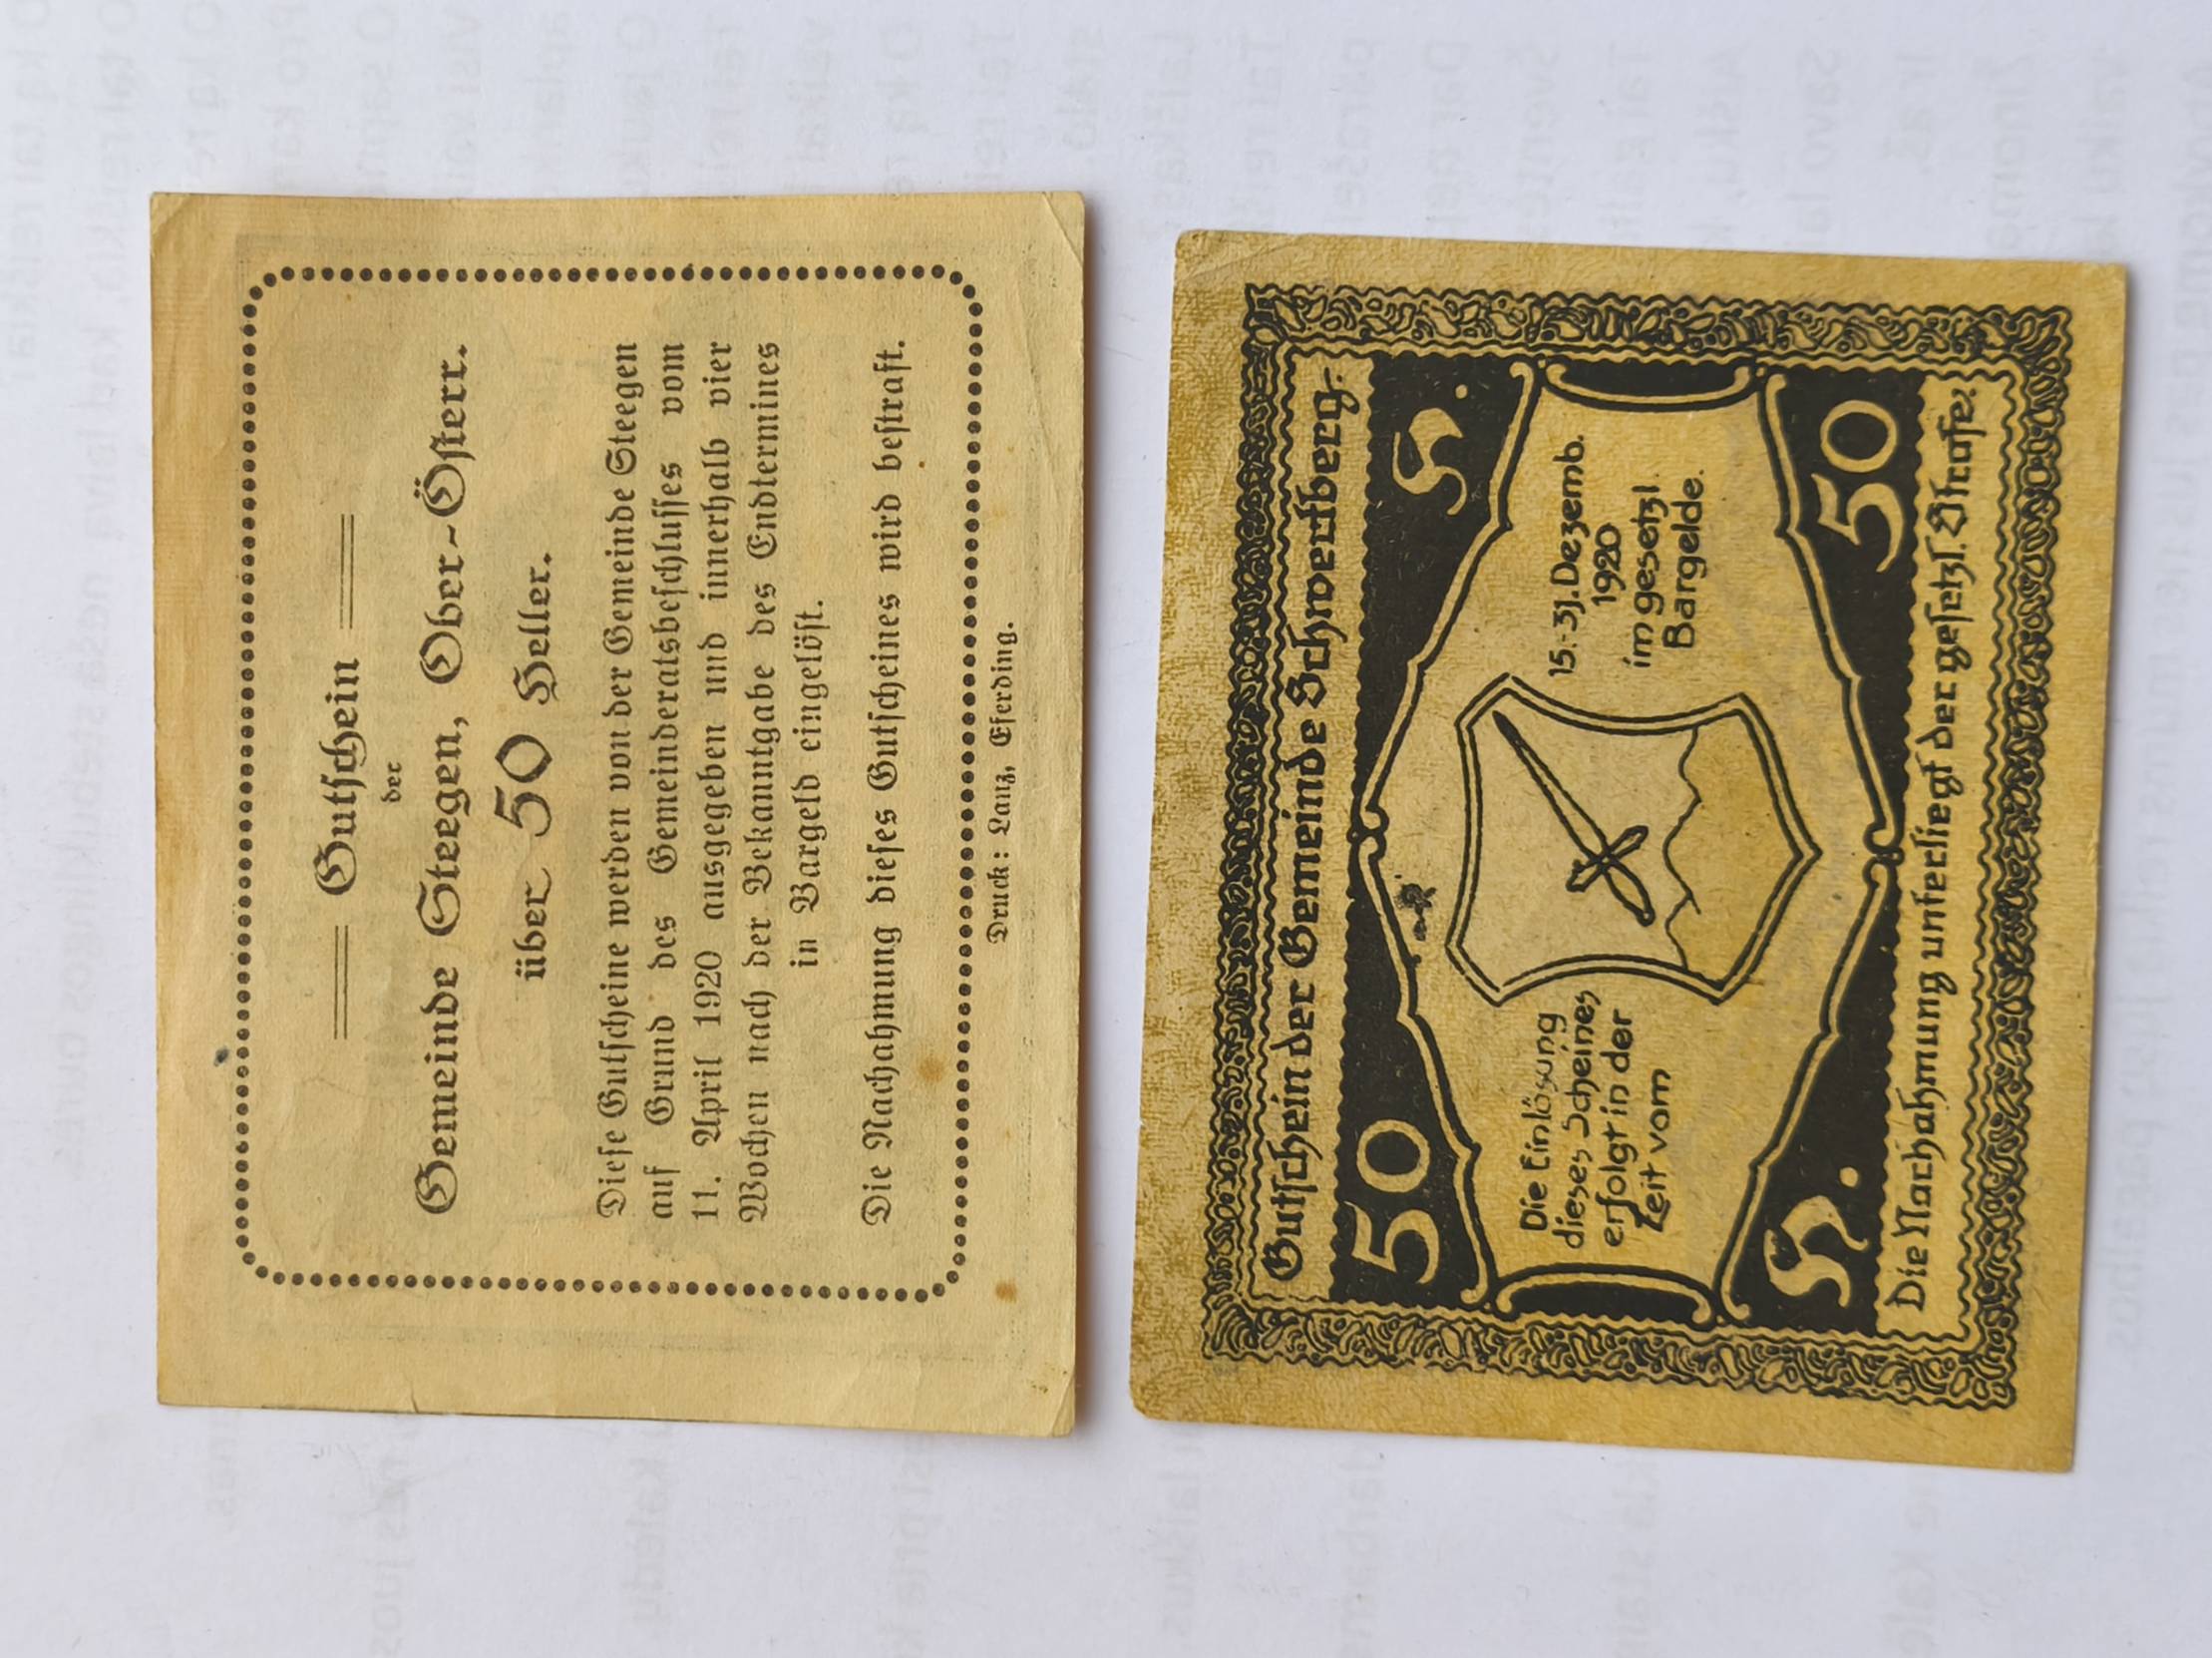 Gutschein
der
Gemeinde Steegen, Ober-Österr.
über 50 Heller.
Diese Gutscheine werden von der Gemeinde Steegen
auf Grund des Gemeinderatsbeschlusses vom
11. April 1920 ausgegeben und innerhalb vier
Wochen nach der Bekanntgabe des Endtermines
in Bargeld eingelöst.
Die Nachahmung dieses Gutscheines wird bestraft.
Druck: Lanz, Eferding.
Gutschein der Gemeinde Schwertberg.
50 H.
Die Einlösung
dieses Scheines
erfolgt in der
Zeit vom
15.-31. Dezemb.
1920
im gesetzl.
Bargelde.
H. 50
Die Nachahmung unterliegt der gesetzl. Strafe.